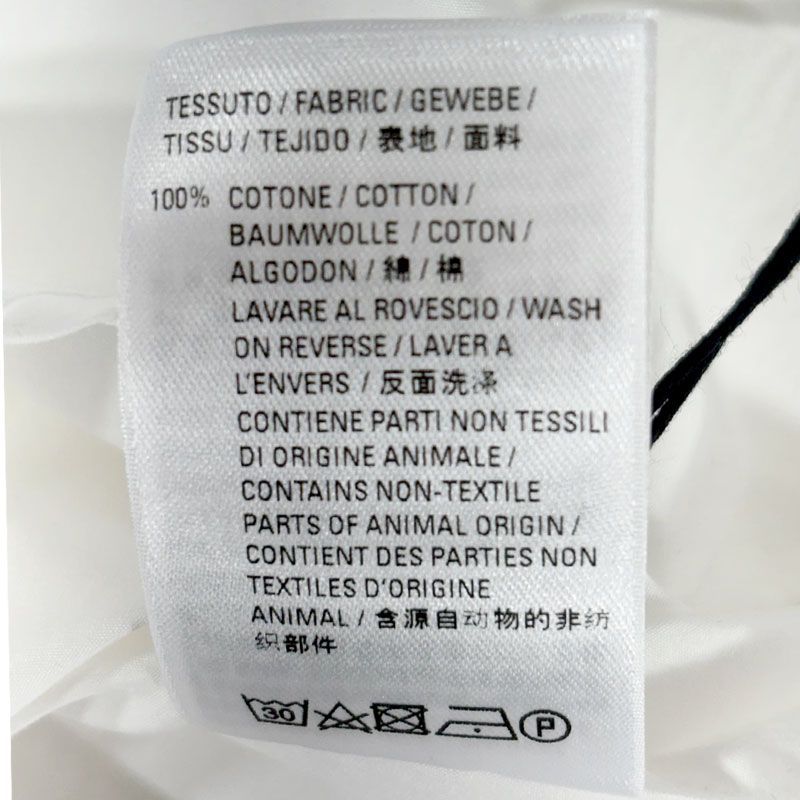 TESSUTO / FABRIC / GEWEBE /
TISSU / TEJIDO / 表地 / 面料
100% COTONE / COTTON /
BAUMWOLLE / COTON /
ALGODON / 綿 / 棉
LAVARE AL ROVESCIO / WASH
ON REVERSE / LAVER A
L'ENVERS / 反面洗涤
CONTIENE PARTI NON TESSILI
DI ORIGINE ANIMALE /
CONTAINS NON-TEXTILE
PARTS OF ANIMAL ORIGIN /
CONTIENT DES PARTIES NON
TEXTILES D'ORIGINE
ANIMAL / 含源自动物的非纺
织部件
30 P